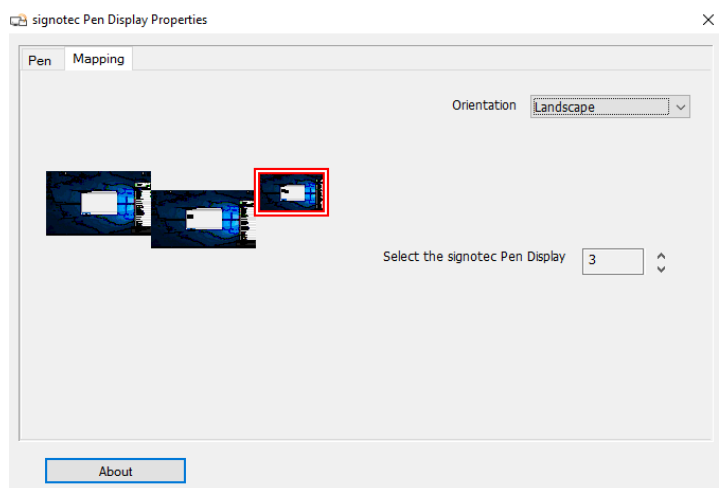 signotec Pen Display Properties
Pen Mapping
Orientation Landscape
Select the signotec Pen Display 3
About